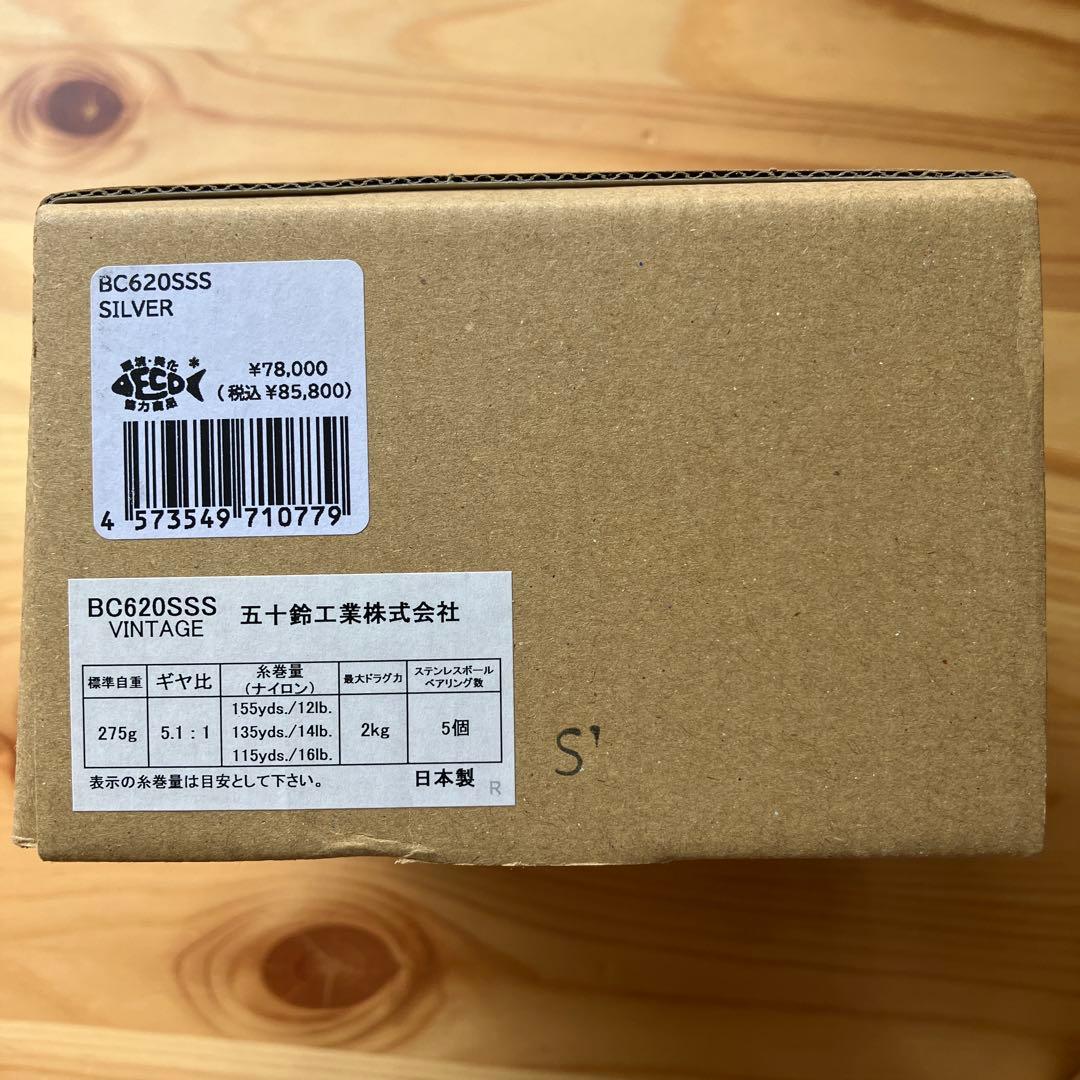 BC620SSS
SILVER
環境・美化
ECO
協力商品
¥78,000
(税込 ¥85,800)
4 573549 710779
BC620SSS
VINTAGE
五十鈴工業株式会社
標準自重 ギヤ比 糸巻量(ナイロン) 最大ドラグ力 ステンレスボールベアリング数
275g 5.1：1 155yds./12lb. 2kg 5個
135yds./14lb.
115yds./16lb.
表示の糸巻量は目安として下さい。
日本製
R
S'